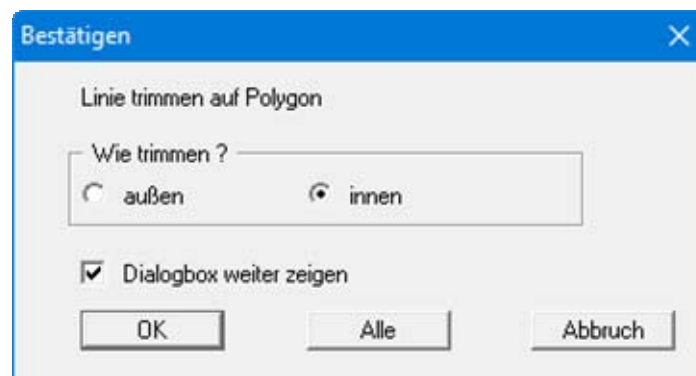 Bestätigen
Linie trimmen auf Polygon
Wie trimmen ?
außen innen
Dialogbox weiter zeigen
OK Alle Abbruch